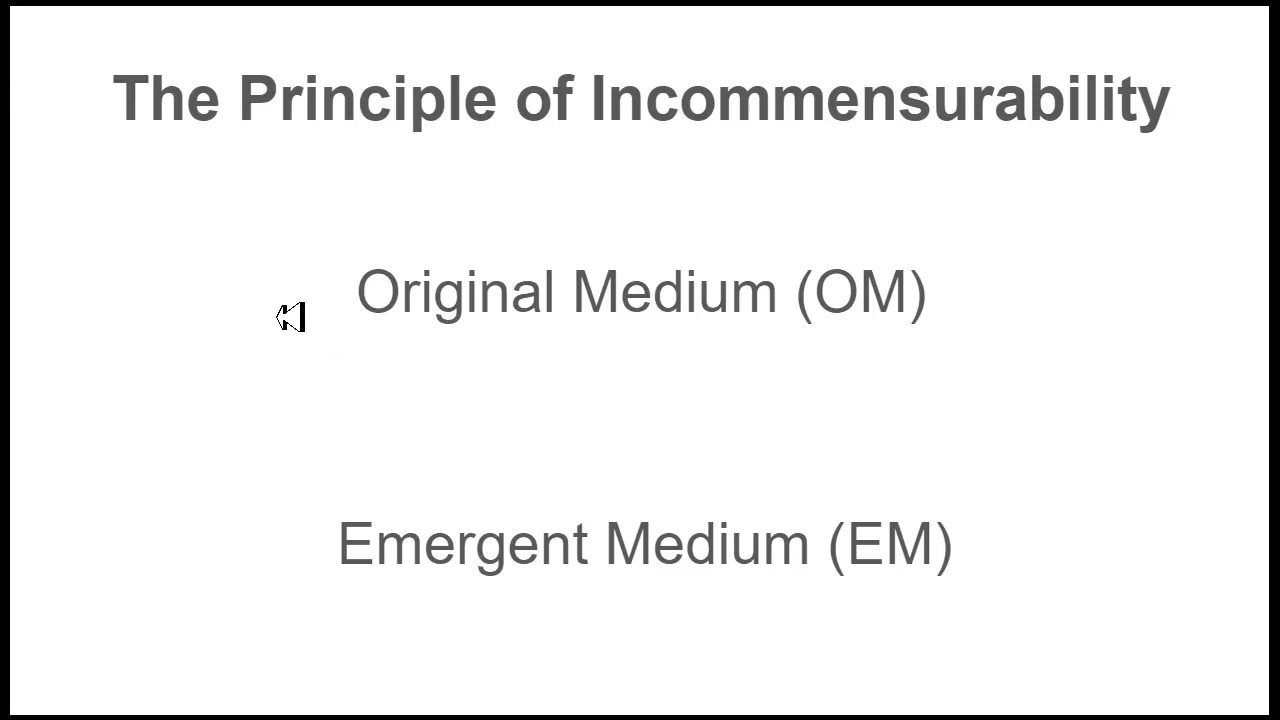 The Principle of Incommensurability
Original Medium (OM)
Emergent Medium (EM)